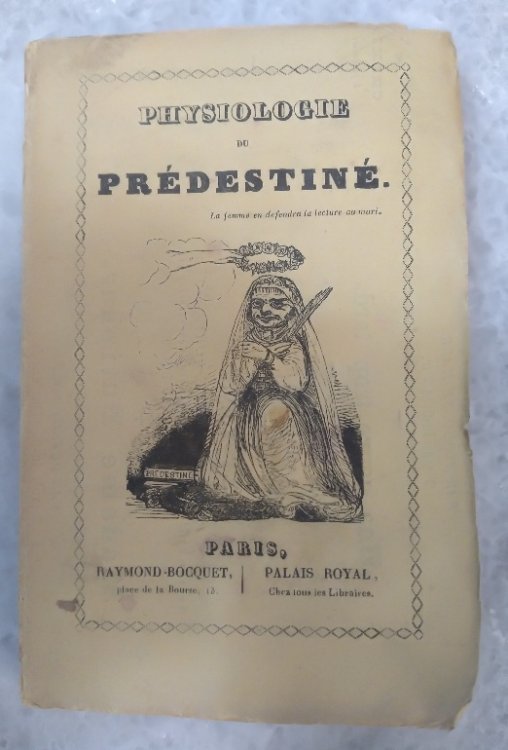 PHYSIOLOGIE
DU
PRÉDESTINÉ.
La femme en défendra la lecture au mari.
PRÉDESTINÉ
PARIS,
RAYMOND-BOCQUET,
place de la Bourse, 13.
PALAIS ROYAL,
Chez tous les Libraires.